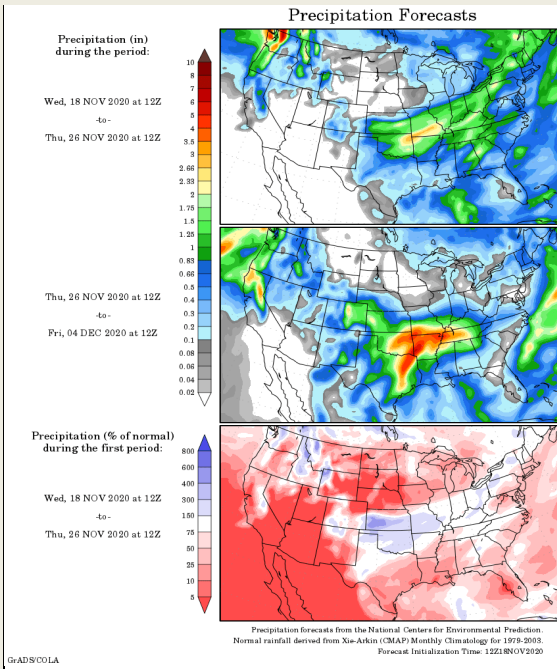 Precipitation Forecasts
Precipitation (in)
during the period:
Wed, 18 NOV 2020 at 12Z
-to-
Thu, 26 NOV 2020 at 12Z
10
8
7
6
5
4
3.5
3
2.66
2.33
2
1.75
1.5
1.25
1
0.83
0.66
0.5
0.4
0.3
0.2
0.1
0.08
0.06
0.04
0.02
Thu, 26 NOV 2020 at 12Z
-to-
Fri, 04 DEC 2020 at 12Z
Precipitation (% of normal)
during the first period:
Wed, 18 NOV 2020 at 12Z
-to-
Thu, 26 NOV 2020 at 12Z
800
600
400
300
150
75
50
25
10
5
Precipitation forecasts from the National Centers for Environmental Prediction.
Normal rainfall derived from Xie-Arkin (CMAP) Monthly Climatology for 1979-2003.
Forecast Initialization Time: 12Z18NOV2020
GrADS/COLA